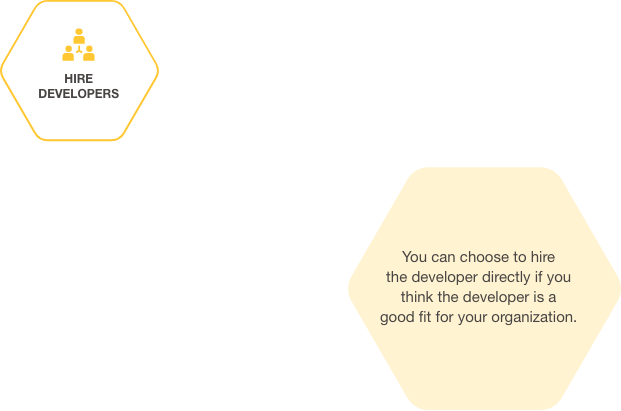 HIRE
DEVELOPERS
You can choose to hire
the developer directly if you
think the developer is a
good fit for your organization.